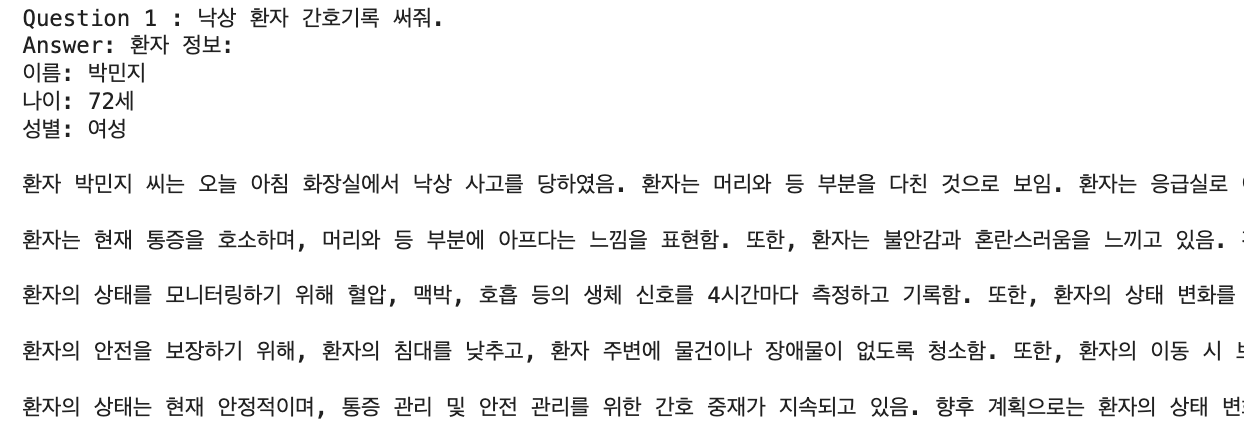 Question 1 : 낙상 환자 간호기록 써줘.
Answer: 환자 정보:
이름: 박민지
나이: 72세
성별: 여성
환자 박민지 씨는 오늘 아침 화장실에서 낙상 사고를 당하였음. 환자는 머리와 등 부분을 다친 것으로 보임. 환자는 응급실로
환자는 현재 통증을 호소하며, 머리와 등 부분에 아프다는 느낌을 표현함. 또한, 환자는 불안감과 혼란스러움을 느끼고 있음.
환자의 상태를 모니터링하기 위해 혈압, 맥박, 호흡 등의 생체 신호를 4시간마다 측정하고 기록함. 또한, 환자의 상태 변화를
환자의 안전을 보장하기 위해, 환자의 침대를 낮추고, 환자 주변에 물건이나 장애물이 없도록 청소함. 또한, 환자의 이동 시
환자의 상태는 현재 안정적이며, 통증 관리 및 안전 관리를 위한 간호 중재가 지속되고 있음. 향후 계획으로는 환자의 상태